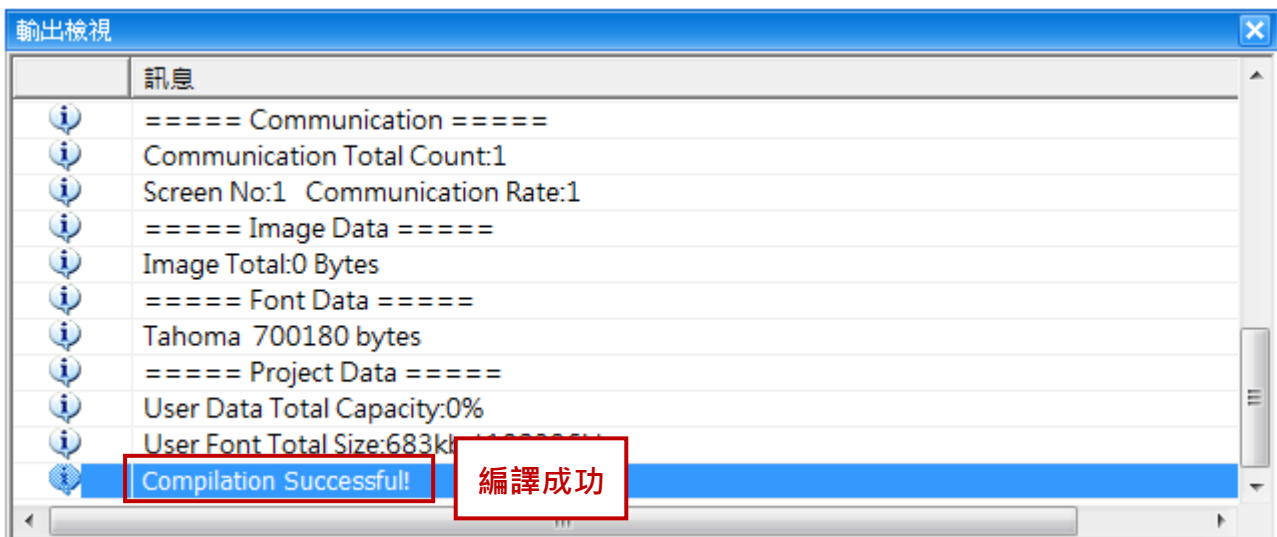 輸出檢視
訊息
===== Communication =====
Communication Total Count:1
Screen No:1 Communication Rate:1
===== Image Data =====
Image Total:0 Bytes
===== Font Data =====
Tahoma 700180 bytes
===== Project Data =====
User Data Total Capacity:0%
User Font Total Size:683kb
Compilation Successful!
編譯成功